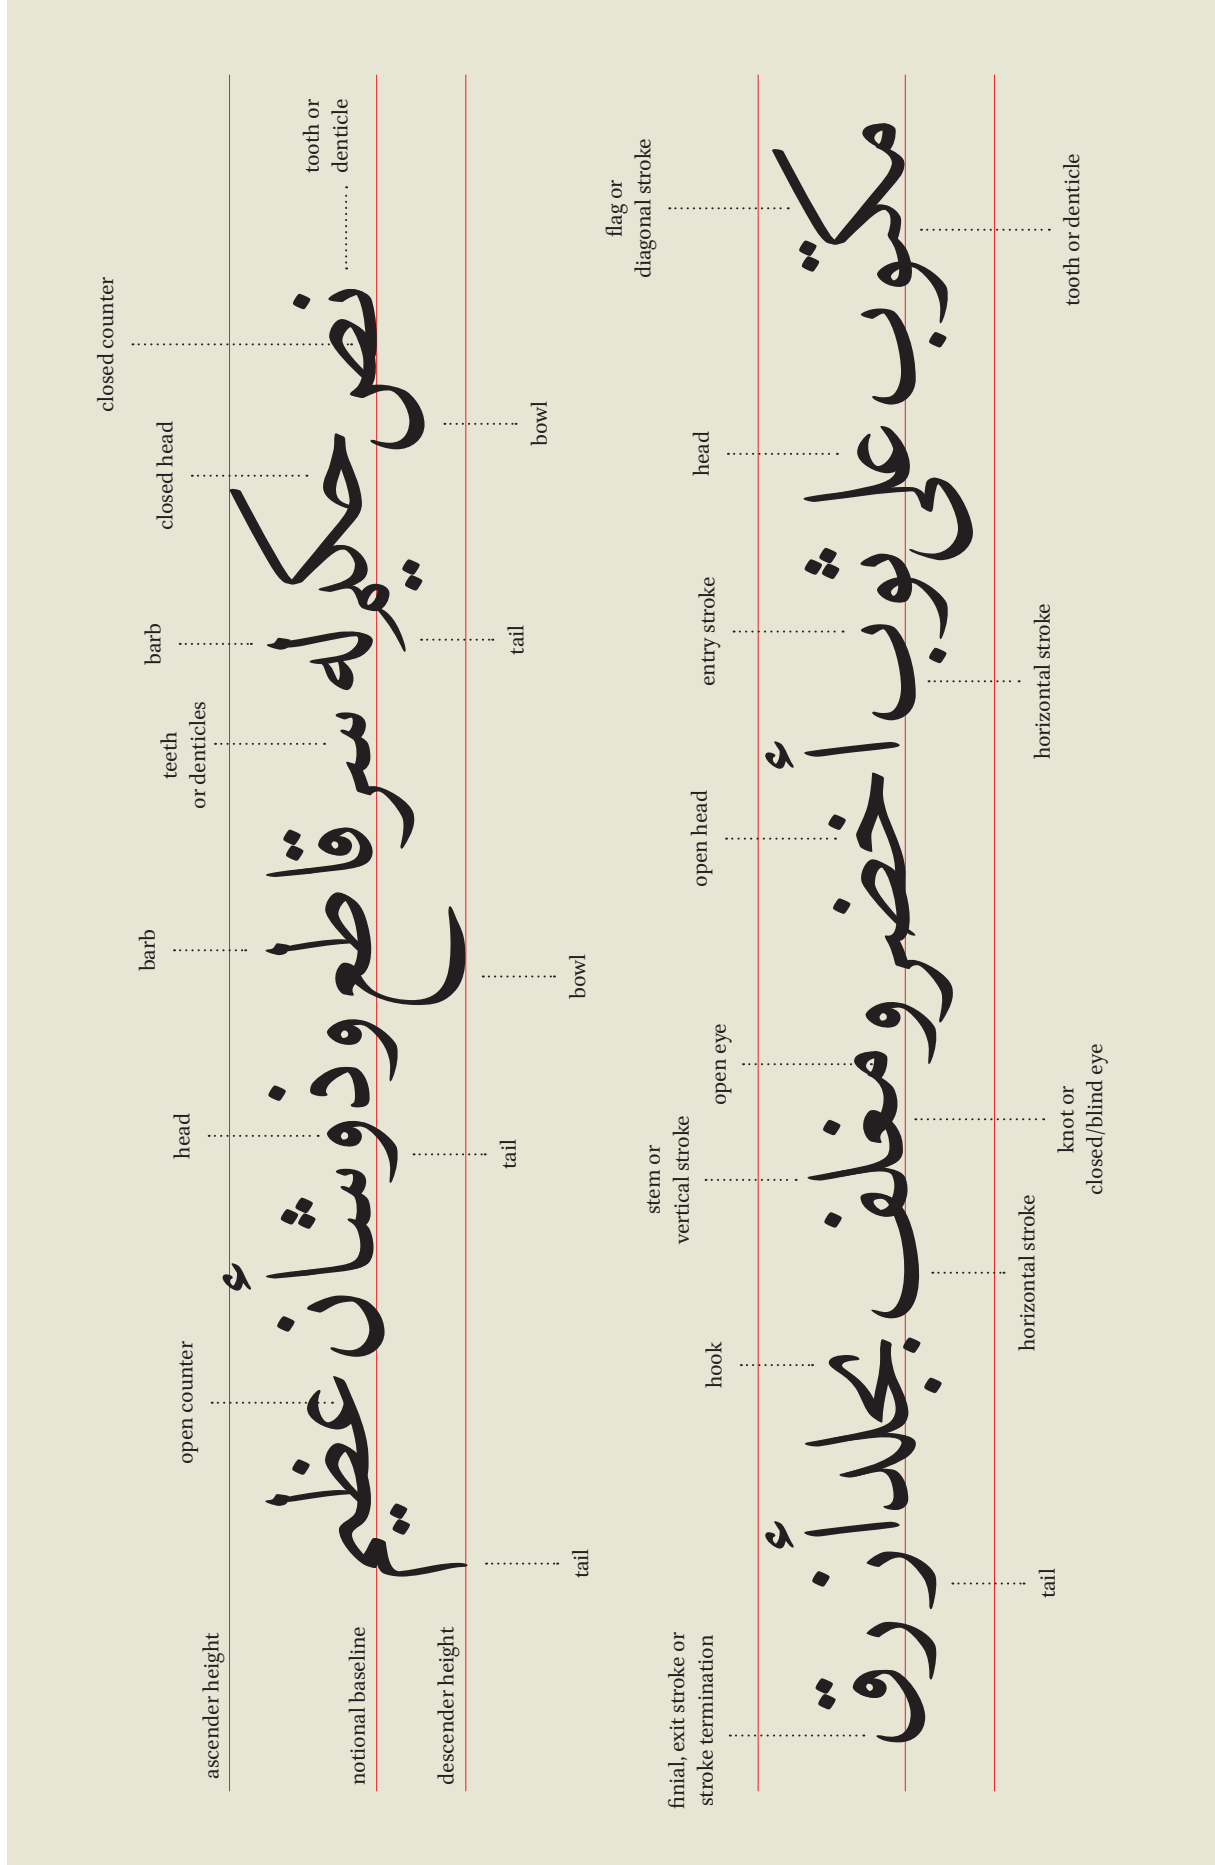 closed counter
closed head
barb
teeth
or denticles
barb
head
open counter
tooth or
denticle
ascender height
نص حكيم له سر قاطع وذو شأن عظيم
notional baseline
descender height
tail
tail
bowl
tail
bowl
finial, exit stroke or
stroke termination
hook
stem or
vertical stroke
open eye
open head
entry stroke
head
flag or
diagonal stroke
مكتوب على ثوب أخضر ومغلف بجلد أزرق
tail
horizontal stroke
knot or
closed/blind eye
horizontal stroke
tooth or denticle